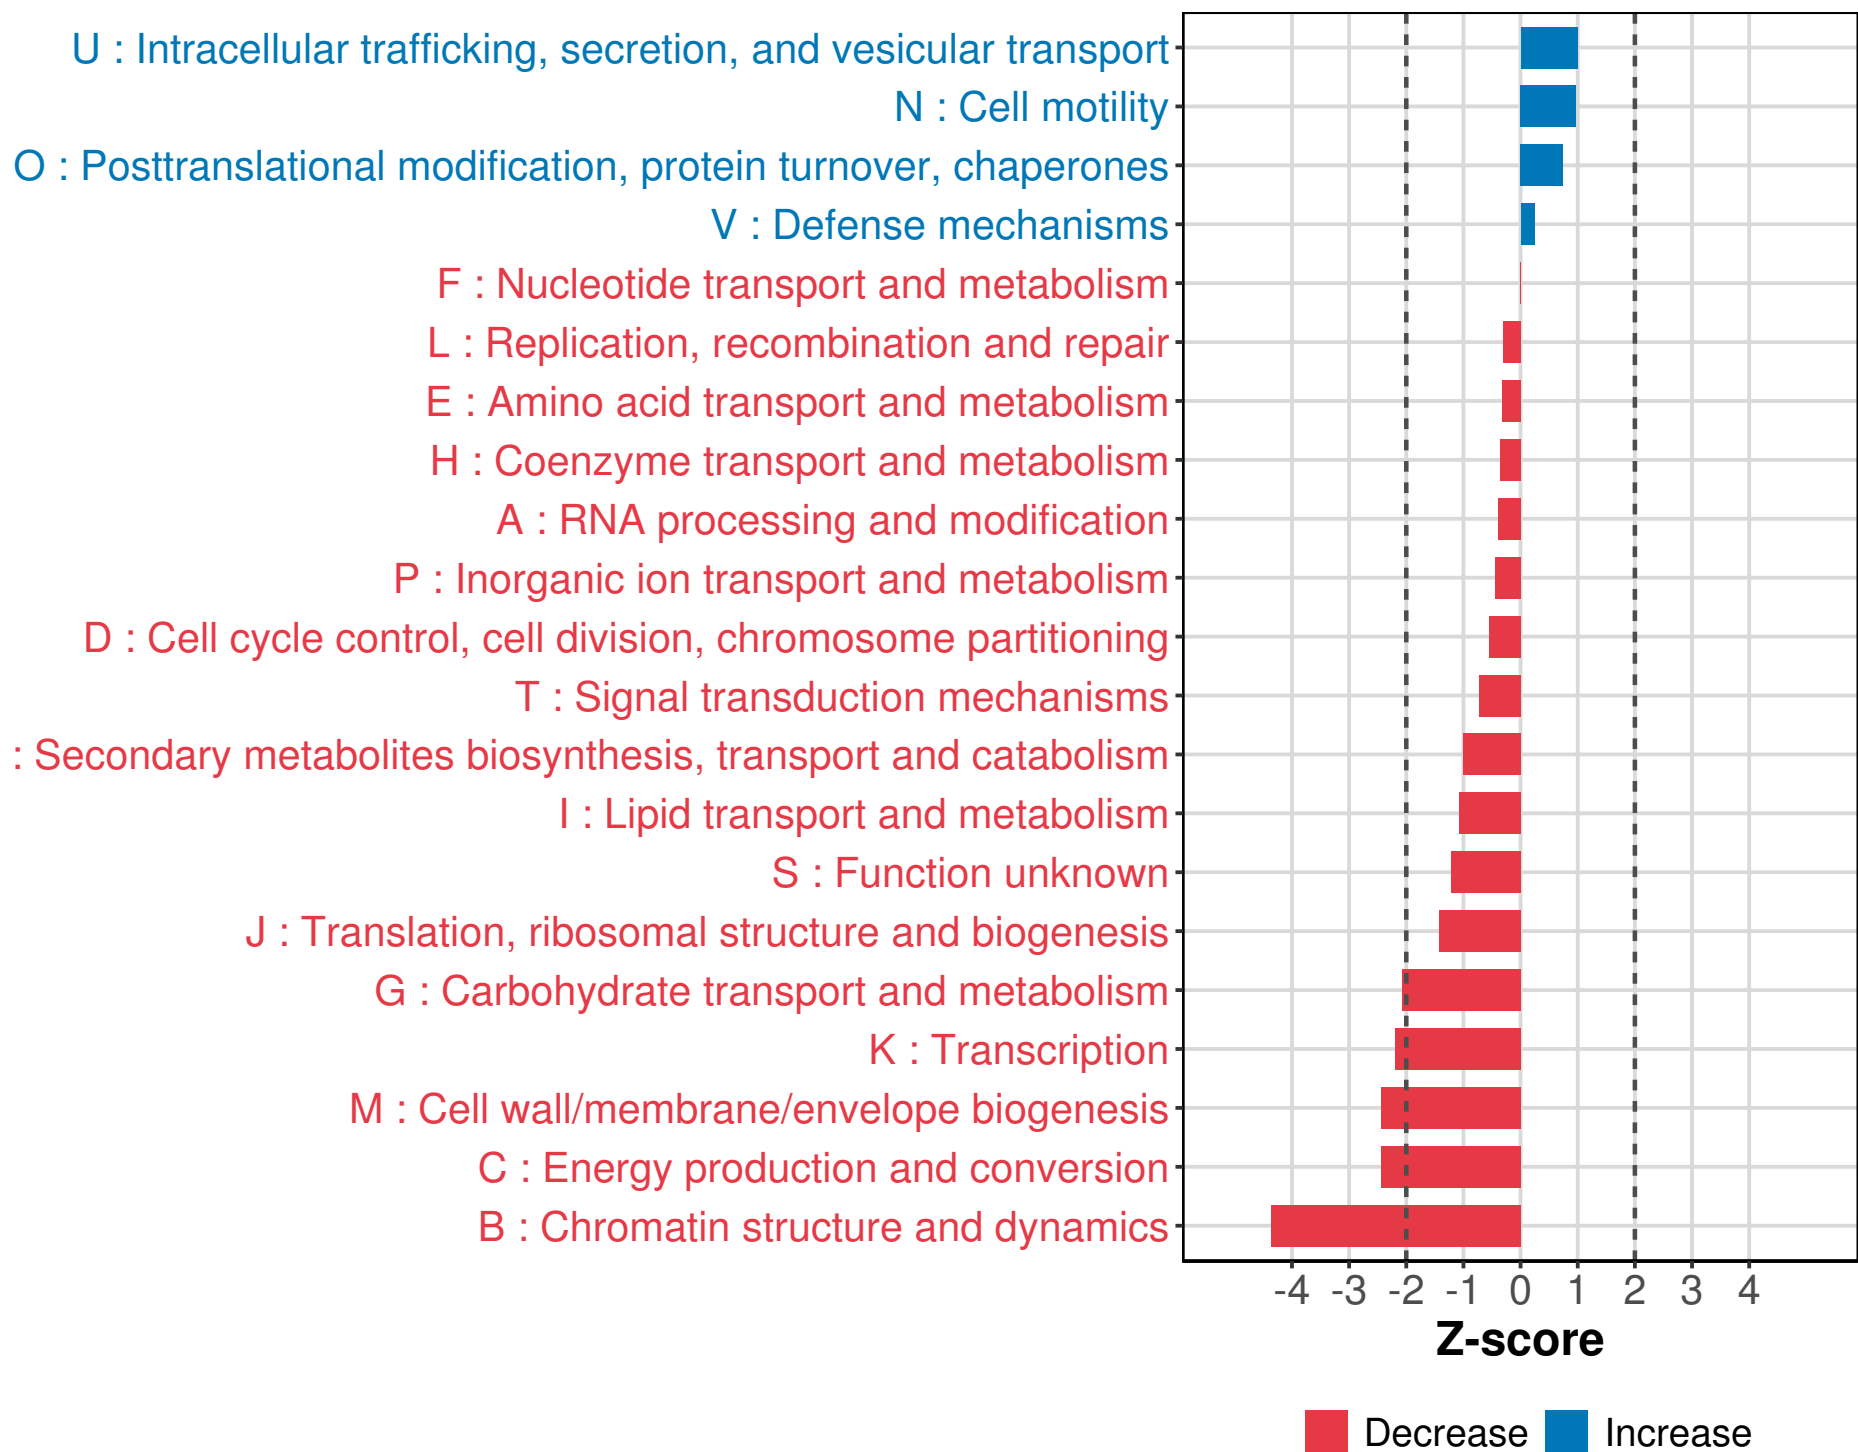 U : Intracellular trafficking, secretion, and vesicular transport
N : Cell motility
O : Posttranslational modification, protein turnover, chaperones
V : Defense mechanisms
F : Nucleotide transport and metabolism
L : Replication, recombination and repair
E : Amino acid transport and metabolism
H : Coenzyme transport and metabolism
A : RNA processing and modification
P : Inorganic ion transport and metabolism
D : Cell cycle control, cell division, chromosome partitioning
T : Signal transduction mechanisms
: Secondary metabolites biosynthesis, transport and catabolism
I : Lipid transport and metabolism
S : Function unknown
J : Translation, ribosomal structure and biogenesis
G : Carbohydrate transport and metabolism
K : Transcription
M : Cell wall/membrane/envelope biogenesis
C : Energy production and conversion
B : Chromatin structure and dynamics
-4 -3 -2 -1 0 1 2 3 4
Z-score
Decrease Increase